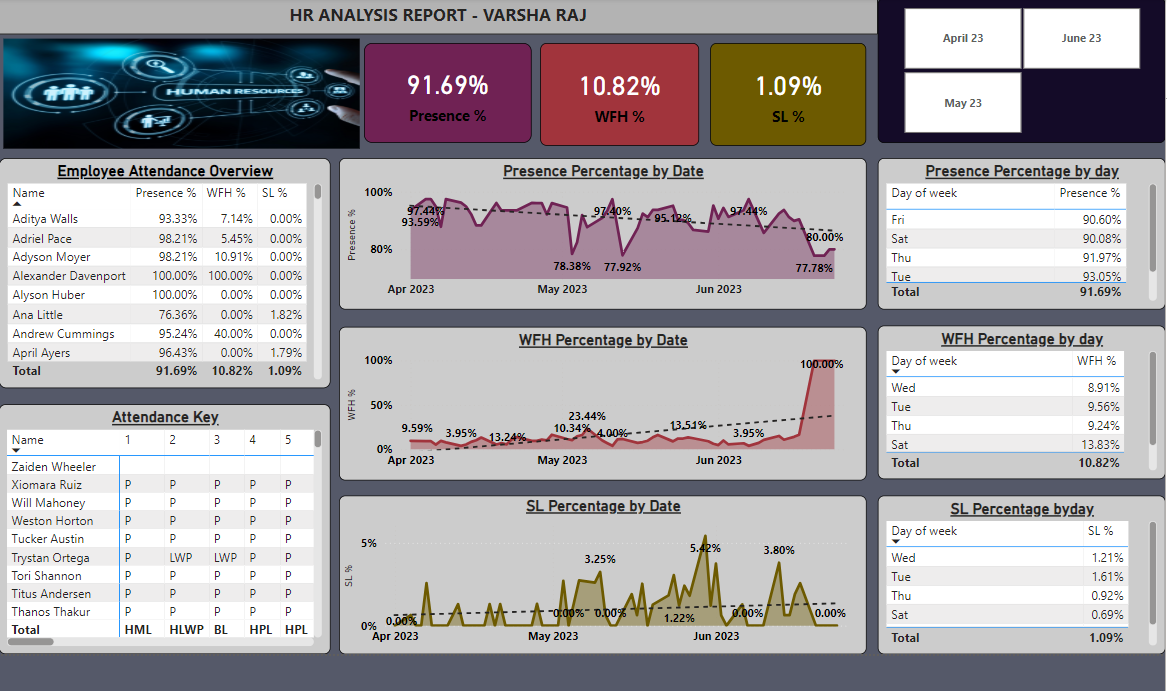 HR ANALYSIS REPORT - VARSHA RAJ
April 23
June 23
May 23
HUMAN RESOURCES
91.69%
Presence %
10.82%
WFH %
1.09%
SL %
Employee Attendance Overview
Name Presence % WFH % SL %
Aditya Walls 93.33% 7.14% 0.00%
Adriel Pace 98.21% 5.45% 0.00%
Adyson Moyer 98.21% 10.91% 0.00%
Alexander Davenport 100.00% 100.00% 0.00%
Alyson Huber 100.00% 0.00% 0.00%
Ana Little 76.36% 0.00% 1.82%
Andrew Cummings 95.24% 40.00% 0.00%
April Ayers 96.43% 0.00% 1.79%
Total 91.69% 10.82% 1.09%
Presence Percentage by Date
Presence %
100%
80%
97.44%
93.59%
78.38%
97.40%
77.92%
95.12%
97.44%
80.00%
77.78%
Apr 2023 May 2023 Jun 2023
Presence Percentage by day
Day of week Presence %
Fri 90.60%
Sat 90.08%
Thu 91.97%
Tue 93.05%
Total 91.69%
WFH Percentage by Date
WFH %
100%
50%
0%
9.59%
3.95%
13.24%
10.34%
23.44%
4.00%
13.51%
3.95%
100.00%
Apr 2023 May 2023 Jun 2023
WFH Percentage by day
Day of week WFH %
Wed 8.91%
Tue 9.56%
Thu 9.24%
Sat 13.83%
Total 10.82%
Attendance Key
Name 1 2 3 4 5
Zaiden Wheeler
Xiomara Ruiz P P P P P
Will Mahoney P P P P P
Weston Horton P P P P P
Tucker Austin P P P P P
Trystan Ortega P LWP LWP P P
Tori Shannon P P P P P
Titus Andersen P P P P P
Thanos Thakur P P P P P
Total HML HLWP BL HPL HPL
SL Percentage by Date
SL %
5%
0%
0.00%
0.00%
3.25%
0.00%
1.22%
5.42%
0.00%
3.80%
0.00%
Apr 2023 May 2023 Jun 2023
SL Percentage byday
Day of week SL %
Wed 1.21%
Tue 1.61%
Thu 0.92%
Sat 0.69%
Total 1.09%